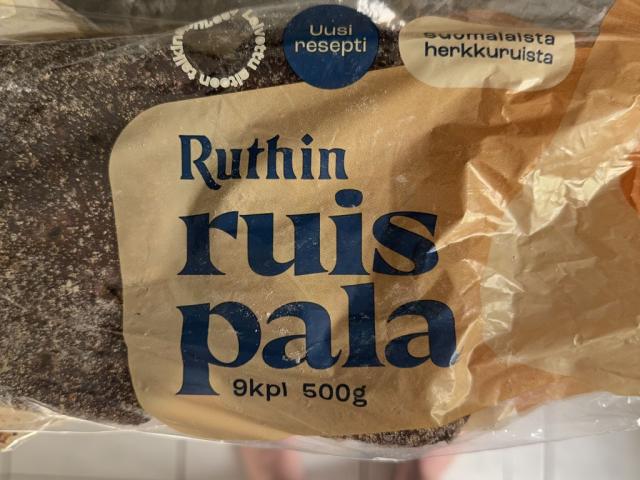 Uusi
resepti
suomalaista
herkkuruista
Ruthin
ruis
pala
9kpl 500g